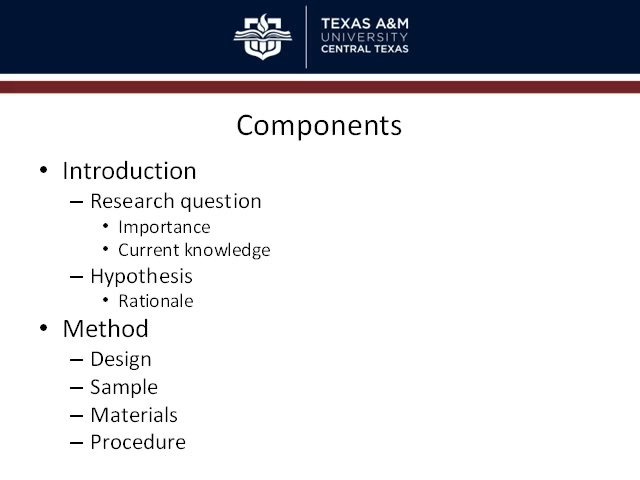 TEXAS A&M
UNIVERSITY
CENTRAL TEXAS
Components
• Introduction
– Research question
• Importance
• Current knowledge
– Hypothesis
• Rationale
• Method
– Design
– Sample
– Materials
– Procedure